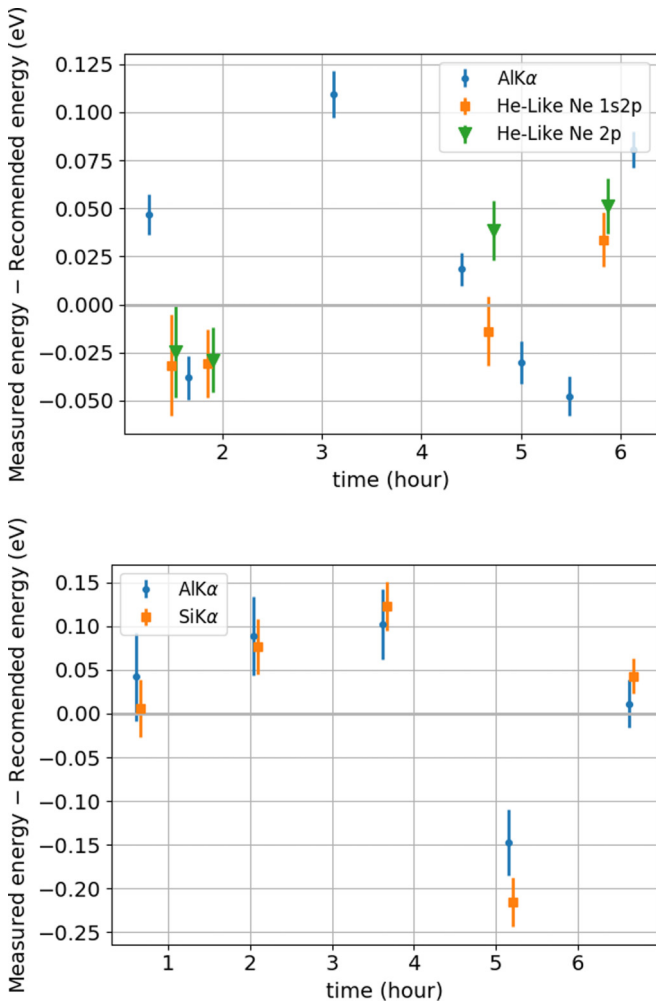 Measured energy − Recomended energy (eV)
0.125
0.100
0.075
0.050
0.025
0.000
−0.025
−0.050
AlKα
He-Like Ne 1s2p
He-Like Ne 2p
2 3 4 5 6
time (hour)
Measured energy − Recomended energy (eV)
0.15
0.10
0.05
0.00
−0.05
−0.10
−0.15
−0.20
−0.25
AlKα
SiKα
1 2 3 4 5 6
time (hour)